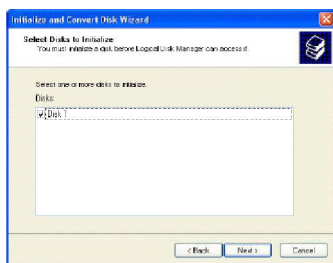 Initialize and Convert Disk Wizard
Select Disks to Initialize
You must initialize a disk before Logical Disk Manager can access it.
Select one or more disks to initialize.
Disks:
Disk 1
< Back
Next >
Cancel